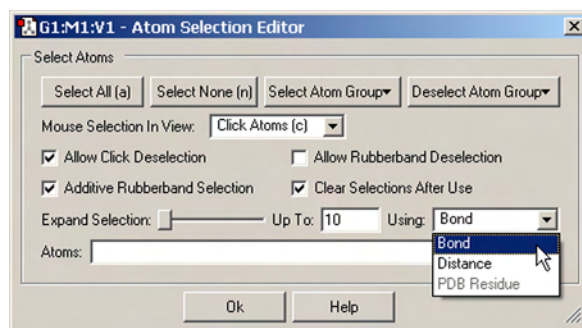 G1:M1:V1 - Atom Selection Editor
Select Atoms
Select All (a) Select None (n) Select Atom Group Deselect Atom Group
Mouse Selection In View: Click Atoms (c)
Allow Click Deselection Allow Rubberband Deselection
Additive Rubberband Selection Clear Selections After Use
Expand Selection: Up To: 10 Using: Bond
Bond
Atoms:
Distance
PDB Residue
Ok Help